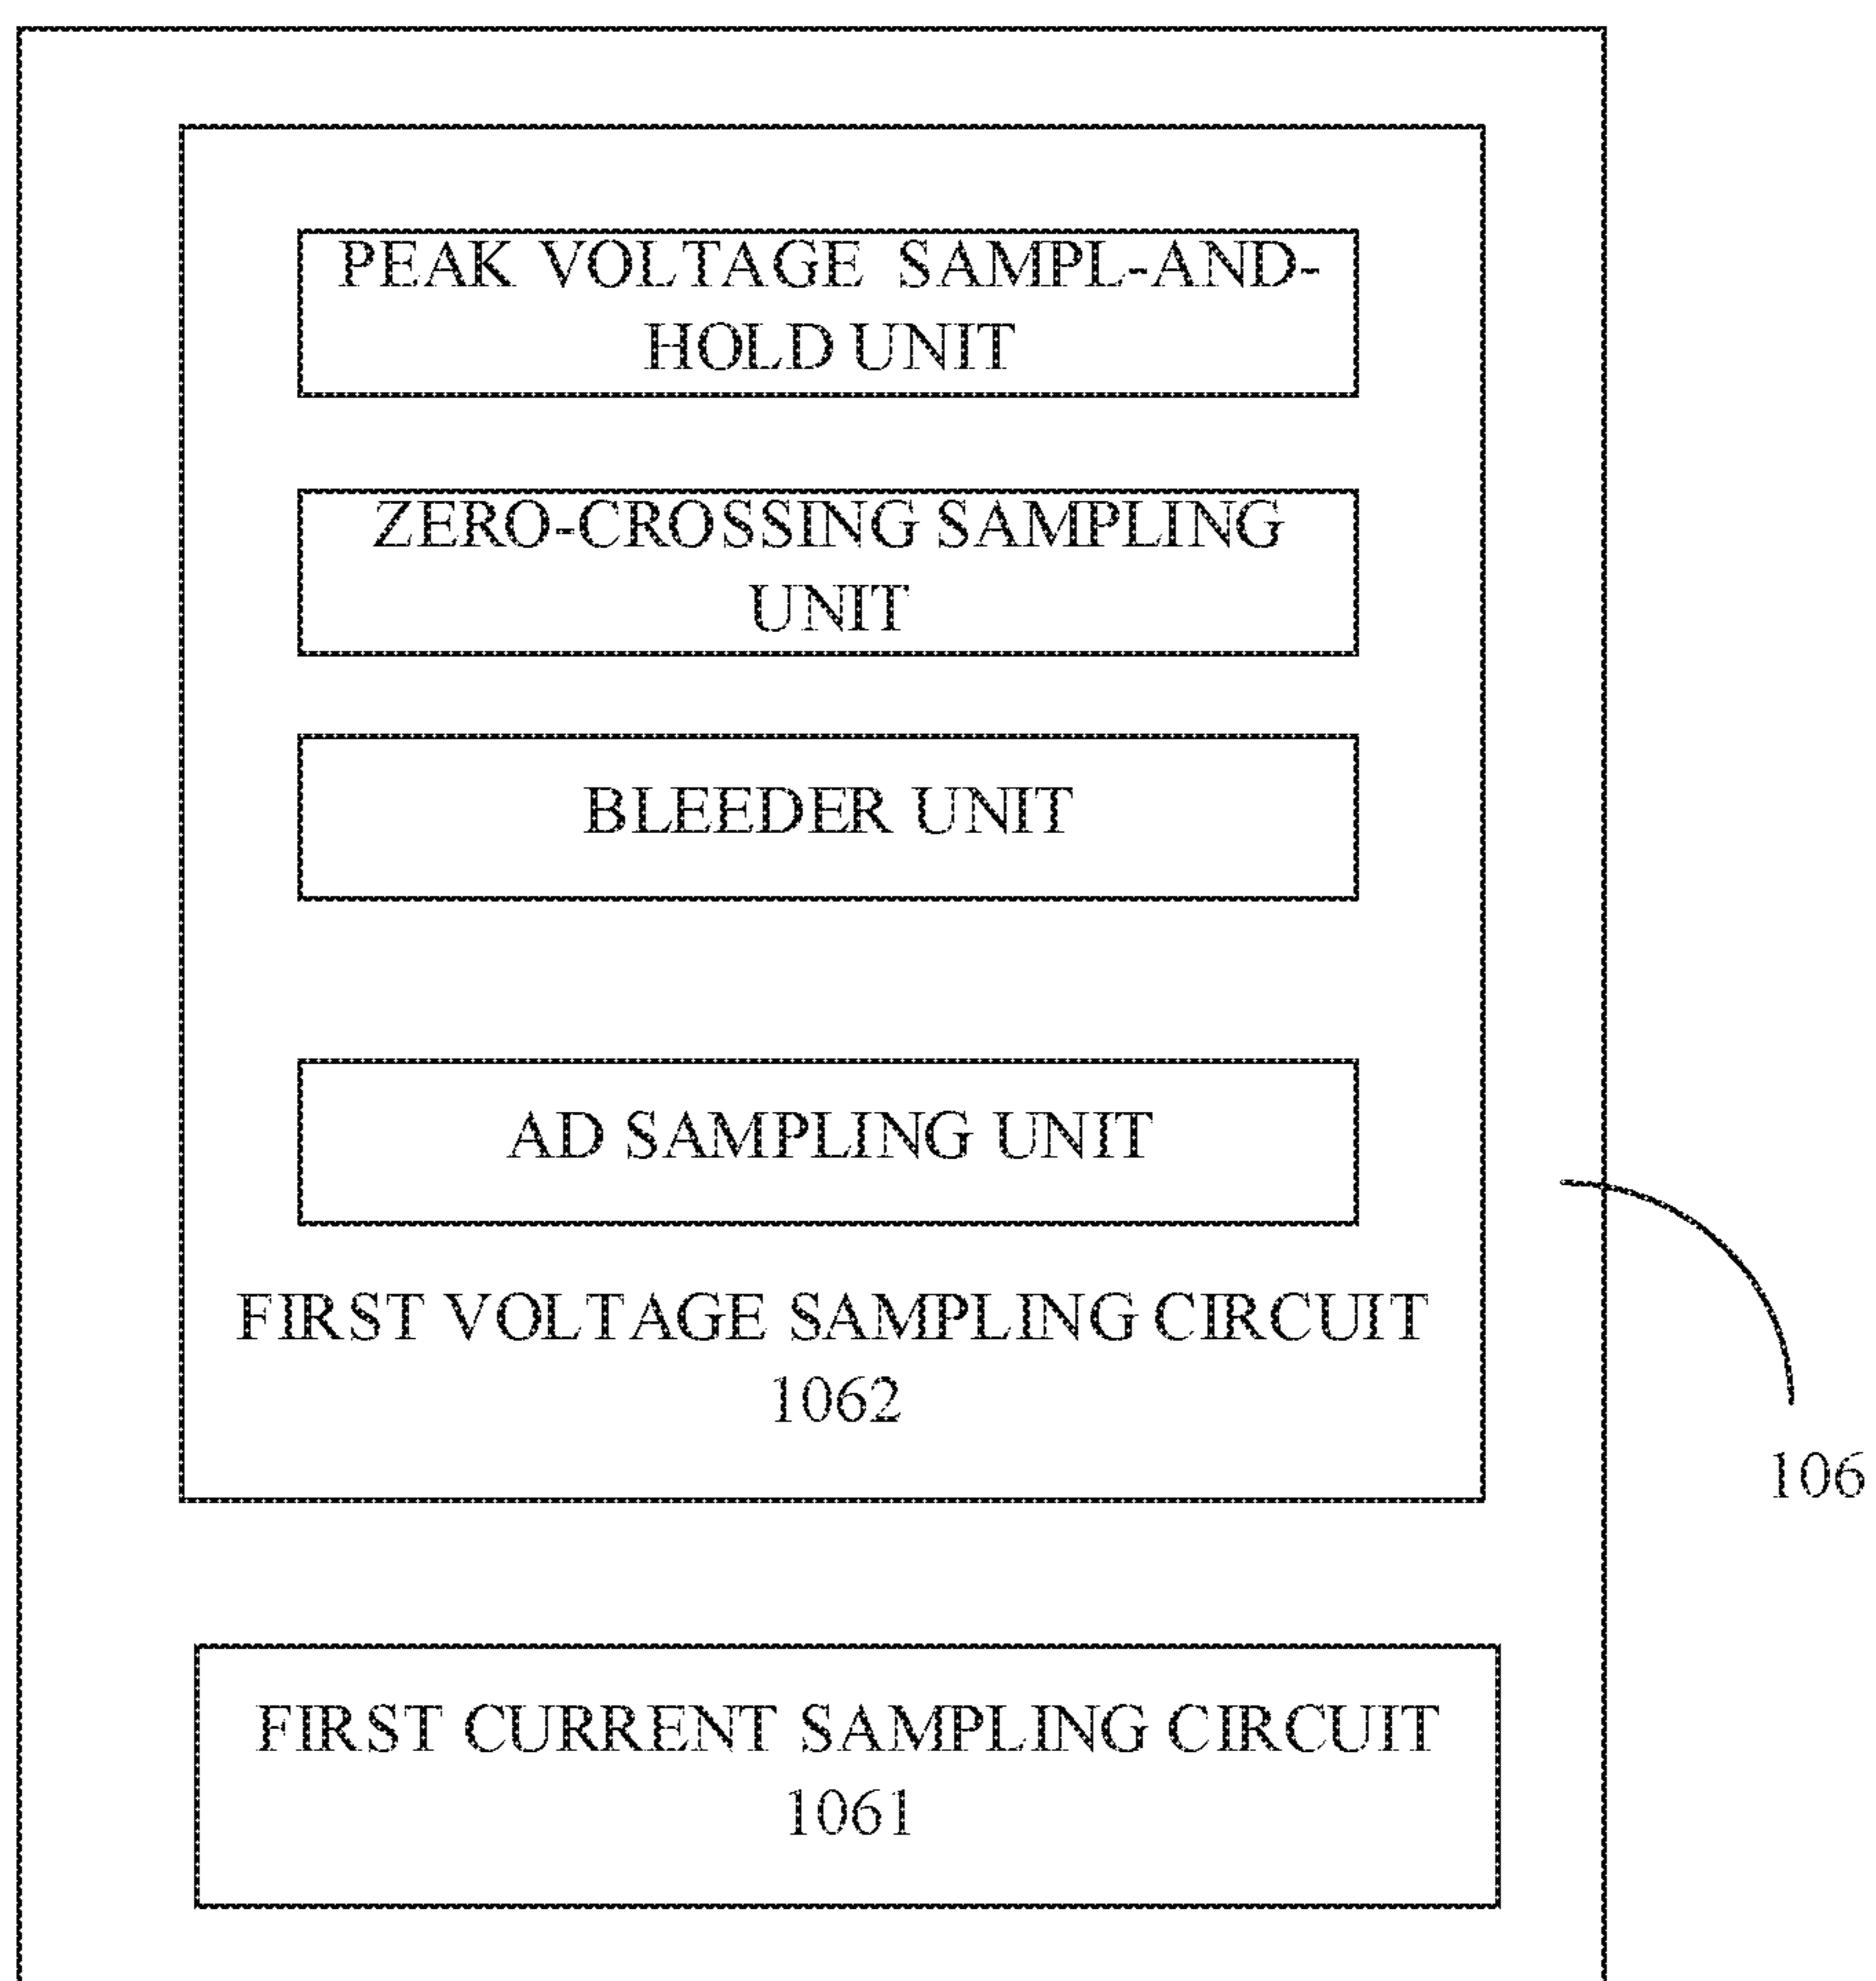 PEAK VOLTAGE SAMPL-AND-
HOLD UNIT
ZERO-CROSSING SAMPLING
UNIT
BLEEDER UNIT
AD SAMPLING UNIT
FIRST VOLTAGE SAMPLING CIRCUIT
1062
106
FIRST CURRENT SAMPLING CIRCUIT
1061